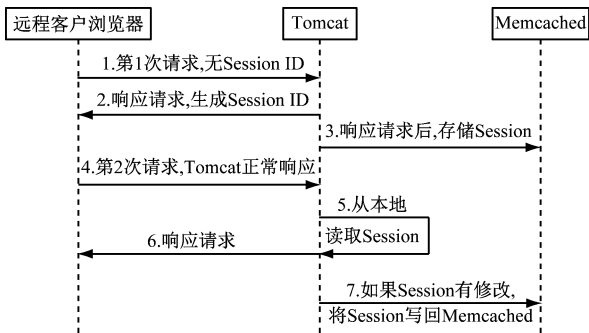 远程客户浏览器
Tomcat
Memcached
1.第1次请求,无Session ID
2.响应请求,生成Session ID
3.响应请求后,存储Session
4.第2次请求,Tomcat正常响应
5.从本地
读取Session
6.响应请求
7.如果Session有修改,
将Session写回Memcached